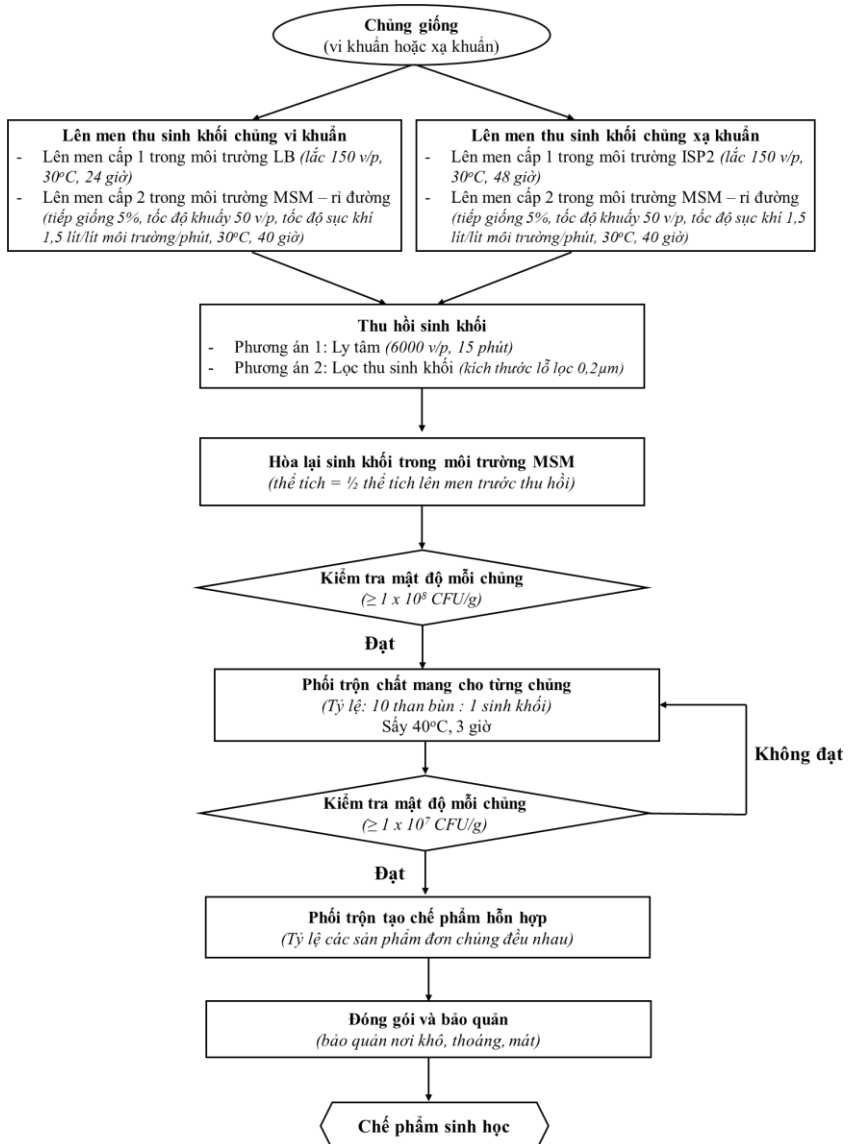 Chủng giống
(vi khuẩn hoặc xạ khuẩn)
Lên men thu sinh khối chủng vi khuẩn
- Lên men cấp 1 trong môi trường LB (lắc 150 v/p,
30°C, 24 giờ)
- Lên men cấp 2 trong môi trường MSM – rỉ đường
(tiếp giống 5%, tốc độ khuấy 50 v/p, tốc độ sục khí
1,5 lít/lít môi trường/phút, 30°C, 40 giờ)
Lên men thu sinh khối chủng xạ khuẩn
- Lên men cấp 1 trong môi trường ISP2 (lắc 150 v/p,
30°C, 48 giờ)
- Lên men cấp 2 trong môi trường MSM – rỉ đường
(tiếp giống 5%, tốc độ khuấy 50 v/p, tốc độ sục khí 1,5
lít/lít môi trường/phút, 30°C, 40 giờ)
Thu hồi sinh khối
- Phương án 1: Ly tâm (6000 v/p, 15 phút)
- Phương án 2: Lọc thu sinh khối (kích thước lỗ lọc 0,2µm)
Hòa lại sinh khối trong môi trường MSM
(thể tích = ½ thể tích lên men trước thu hồi)
Kiểm tra mật độ mỗi chủng
(≥ 1 x 10⁸ CFU/g)
Đạt
Phối trộn chất mang cho từng chủng
(Tỷ lệ: 10 than bùn : 1 sinh khối)
Sấy 40°C, 3 giờ
Không đạt
Kiểm tra mật độ mỗi chủng
(≥ 1 x 10⁷ CFU/g)
Đạt
Phối trộn tạo chế phẩm hỗn hợp
(Tỷ lệ các sản phẩm đơn chủng đều nhau)
Đóng gói và bảo quản
(bảo quản nơi khô, thoáng, mát)
Chế phẩm sinh học